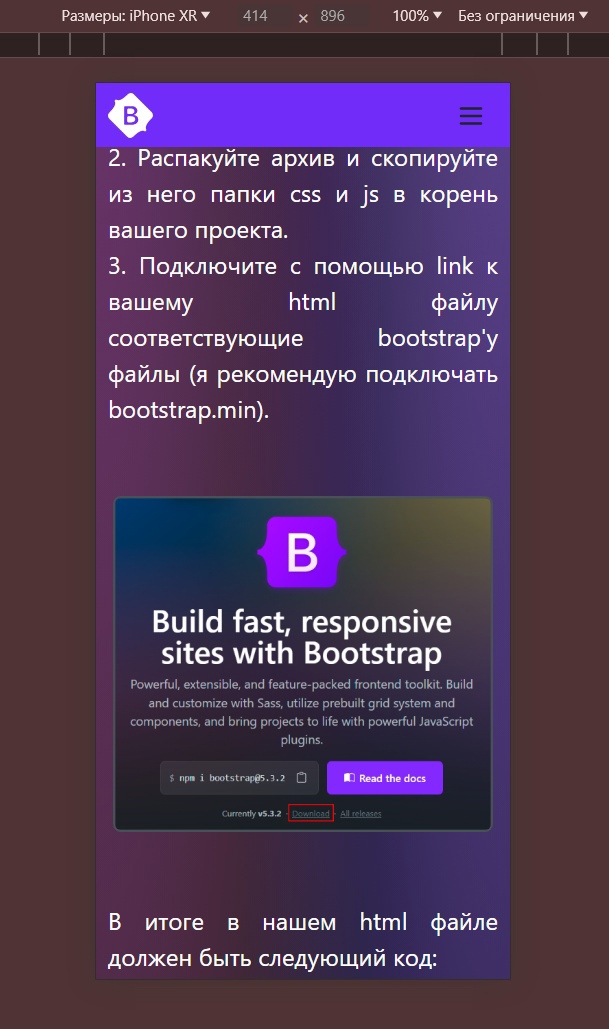 Размеры: iPhone XR ▼ 414 × 896 100% ▼ Без ограничения ▼
B
2. Распакуйте архив и скопируйте
из него папки css и js в корень
вашего проекта.
3. Подключите с помощью link к
вашему html файлу
соответствующие bootstrap'у
файлы (я рекомендую подключать
bootstrap.min).
B
Build fast, responsive
sites with Bootstrap
Powerful, extensible, and feature-packed frontend toolkit. Build
and customize with Sass, utilize prebuilt grid system and
components, and bring projects to life with powerful JavaScript
plugins.
$ npm i bootstrap@5.3.2 Read the docs
Currently v5.3.2 · Download · All releases
В итоге в нашем html файле
должен быть следующий код: